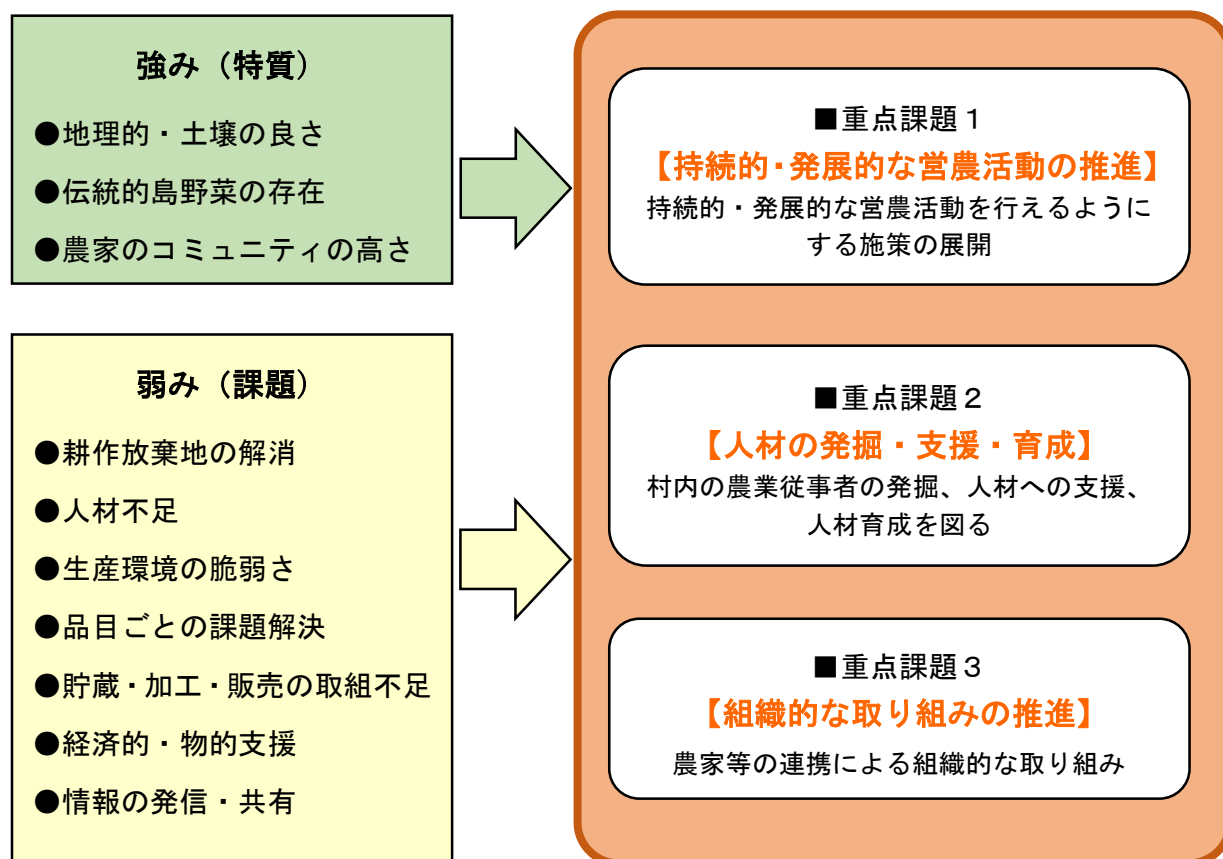 強み（特質）
●地理的・土壌の良さ
●伝統的島野菜の存在
●農家のコミュニティの高さ
弱み（課題）
●耕作放棄地の解消
●人材不足
●生産環境の脆弱さ
●品目ごとの課題解決
●貯蔵・加工・販売の取組不足
●経済的・物的支援
●情報の発信・共有
■重点課題１
【持続的・発展的な営農活動の推進】
持続的・発展的な営農活動を行えるように
する施策の展開
■重点課題２
【人材の発掘・支援・育成】
村内の農業従事者の発掘、人材への支援、
人材育成を図る
■重点課題３
【組織的な取り組みの推進】
農家等の連携による組織的な取り組み